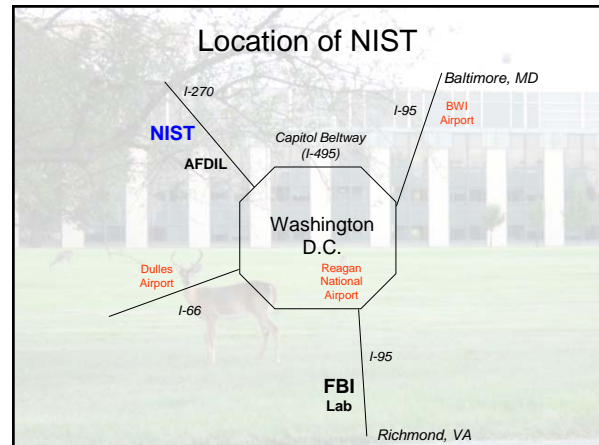 Location of NIST
I-270
Baltimore, MD
I-95
BWI
Airport
NIST
AFDIL
Capitol Beltway
(I-495)
Washington
D.C.
Dulles
Airport
Reagan
National
Airport
I-66
I-95
FBI
Lab
Richmond, VA